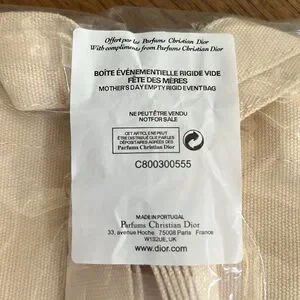 Offert par les Parfums Christian Dior
With compliments from Parfums Christian Dior
BOÎTE ÉVÉNEMENTIELLE RIGIDE VIDE
FÊTE DES MÈRES
MOTHER'S DAY EMPTY RIGID EVENT BAG
NE PEUT ÊTRE VENDU
NOT FOR SALE
CET ARTICLE NE PEUT
ÊTRE DISTRIBUÉ QUE PAR LES
DÉPOSITAIRES AGRÉÉS DES
Parfums Christian Dior
C800300555
MADE IN PORTUGAL
Parfums Christian Dior
33, avenue Hoche 75008 Paris France
W1S2UE, UK
www.dior.com